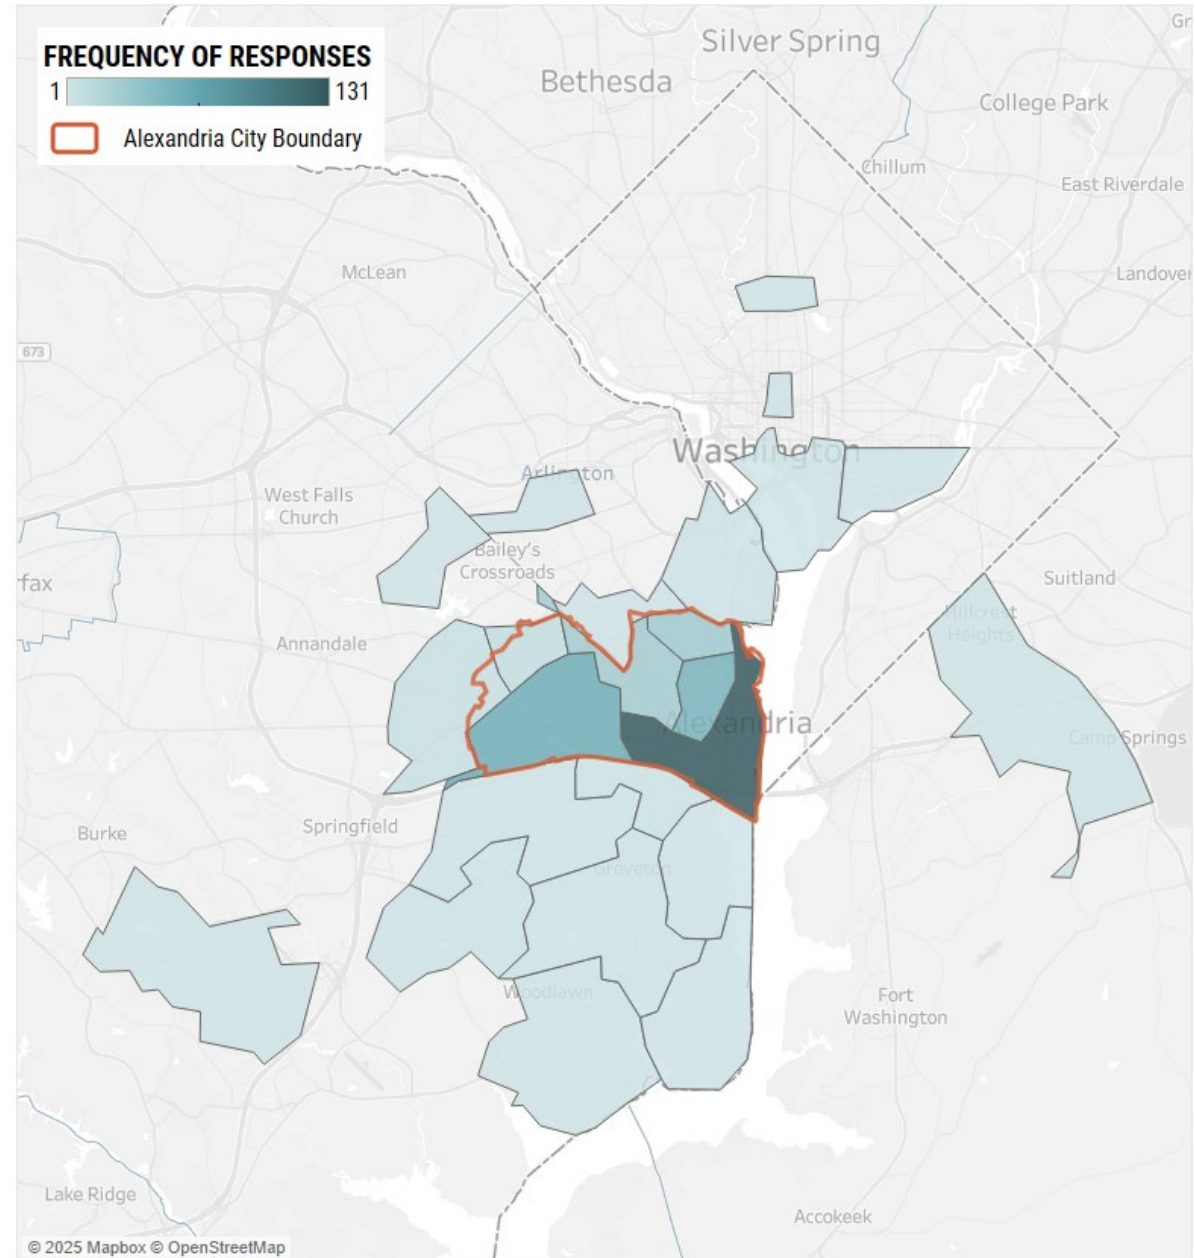 FREQUENCY OF RESPONSES
1 131
Alexandria City Boundary
Silver Spring
Bethesda
College Park
Chillum
East Riverdale
McLean
Landover
673
Washington
Arlington
West Falls
Church
Bailey's
Crossroads
rfax
Suitland
Hillcrest
Heights
Annandale
Alexandria
Camp Springs
Springfield
Burke
Groveton
Woodlawn
Fort
Washington
Lake Ridge
Accokeek
© 2025 Mapbox © OpenStreetMap